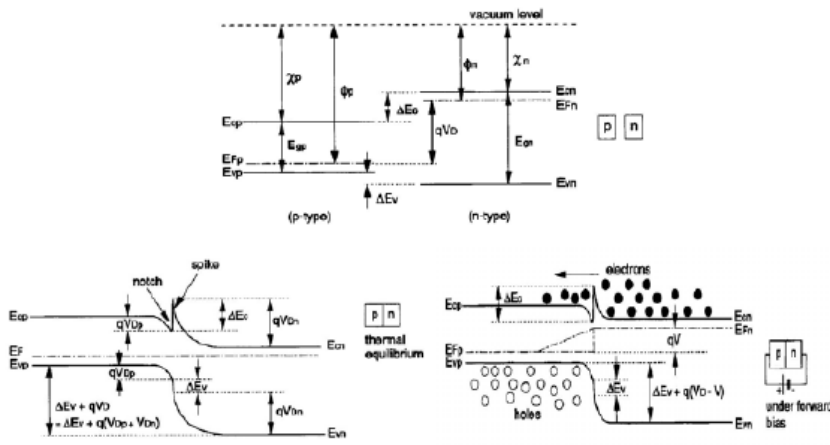 vacuum level
χp
ϕp
ϕn
χn
Ecn
EFn
ΔEc
qVD
Ecp
Egp
Egn
p n
EFp
Evp
ΔEv
Evn
(p-type)
(n-type)
spike
notch
Ecp
ΔEc
qVDn
qVDp
p n
thermal
equilibrium
Ecn
EF
Evp
qVDp
ΔEv
ΔEv + qVD
= ΔEv + q(VDp + VDn)
qVDn
Evn
electrons
Ecp
ΔEc
Ecn
EFn
EFp
qV
Evp
p n
ΔEv
ΔEv + q(VD - V)
+ -
holes
Evn
under forward
bias